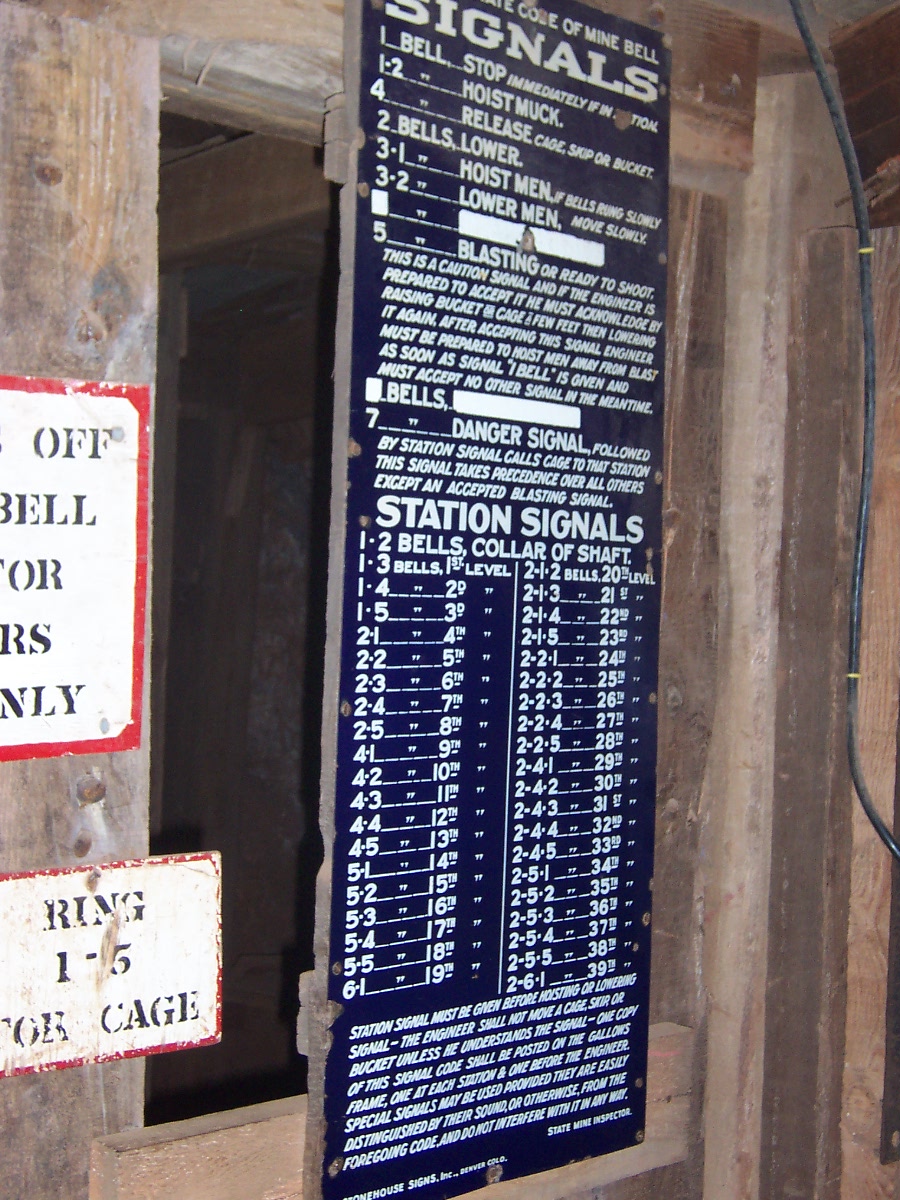 ATE CODE OF MINE BELL
SIGNALS
1 BELL, STOP IMMEDIATELY IF IN TION.
1-2 " HOIST MUCK.
4 " RELEASE CAGE, SKIP OR BUCKET.
2 BELLS, LOWER.
3-1 " HOIST MEN, IF BELLS RUNG SLOWLY
3-2 " LOWER MEN, MOVE SLOWLY.
"
5 " BLASTING OR READY TO SHOOT.
THIS IS A CAUTION SIGNAL AND IF THE ENGINEER IS
PREPARED TO ACCEPT IT HE MUST ACKNOWLEDGE BY
RAISING BUCKET OR CAGE A FEW FEET THEN LOWERING
IT AGAIN. AFTER ACCEPTING THIS SIGNAL ENGINEER
MUST BE PREPARED TO HOIST MEN AWAY FROM BLAST
AS SOON AS SIGNAL "1 BELL" IS GIVEN AND
MUST ACCEPT NO OTHER SIGNAL IN THE MEANTIME.
BELLS,
7 " DANGER SIGNAL, FOLLOWED
BY STATION SIGNAL CALLS CAGE TO THAT STATION
THIS SIGNAL TAKES PRECEDENCE OVER ALL OTHERS
EXCEPT AN ACCEPTED BLASTING SIGNAL.
STATION SIGNALS
1-2 BELLS, COLLAR OF SHAFT.
1-3 BELLS, 1ST. LEVEL
1-4 " 2D "
1-5 " 3D "
2-1 " 4TH "
2-2 " 5TH "
2-3 " 6TH "
2-4 " 7TH "
2-5 " 8TH "
4-1 " 9TH "
4-2 " 10TH "
4-3 " 11TH "
4-4 " 12TH "
4-5 " 13TH "
5-1 " 14TH "
5-2 " 15TH "
5-3 " 16TH "
5-4 " 17TH "
5-5 " 18TH "
6-1 " 19TH "
2-1-2 BELLS, 20TH LEVEL
2-1-3 " 21ST "
2-1-4 " 22ND "
2-1-5 " 23RD "
2-2-1 " 24TH "
2-2-2 " 25TH "
2-2-3 " 26TH "
2-2-4 " 27TH "
2-2-5 " 28TH "
2-4-1 " 29TH "
2-4-2 " 30TH "
2-4-3 " 31ST "
2-4-4 " 32ND "
2-4-5 " 33RD "
2-5-1 " 34TH "
2-5-2 " 35TH "
2-5-3 " 36TH "
2-5-4 " 37TH "
2-5-5 " 38TH "
2-6-1 " 39TH "
STATION SIGNAL MUST BE GIVEN BEFORE HOISTING OR LOWERING
SIGNAL - THE ENGINEER SHALL NOT MOVE A CAGE, SKIP, OR
BUCKET UNLESS HE UNDERSTANDS THE SIGNAL - ONE COPY
OF THIS SIGNAL CODE SHALL BE POSTED ON THE GALLOWS
FRAME, ONE AT EACH STATION & ONE BEFORE THE ENGINEER.
SPECIAL SIGNALS MAY BE USED PROVIDED THEY ARE EASILY
DISTINGUISHED BY THEIR SOUND, OR OTHERWISE, FROM THE
FOREGOING CODE, AND DO NOT INTERFERE WITH IT IN ANY WAY.
STATE MINE INSPECTOR.
STONEHOUSE SIGNS, Inc., DENVER COLO.
S OFF
BELL
TOR
RS
NLY
RING
1-5
FOR CAGE